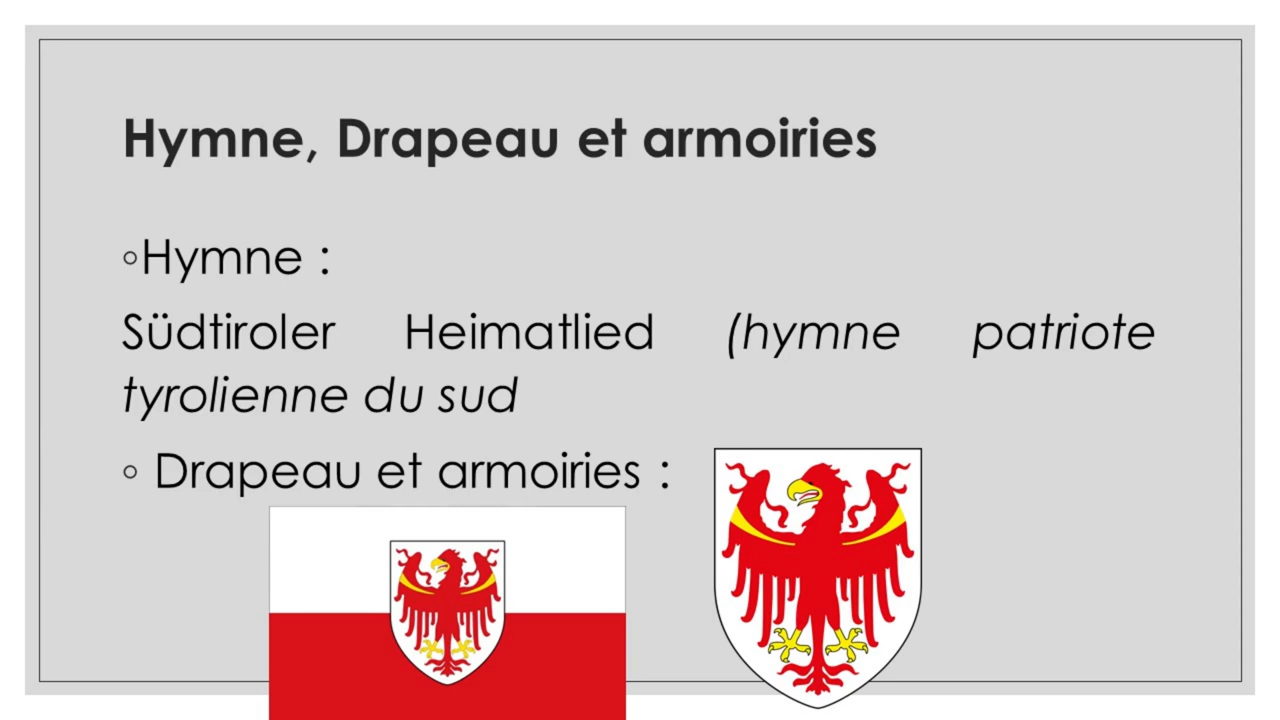 Hymne, Drapeau et armoiries
◦Hymne :
Südtiroler Heimatlied (hymne patriote
tyrolienne du sud
◦ Drapeau et armoiries :